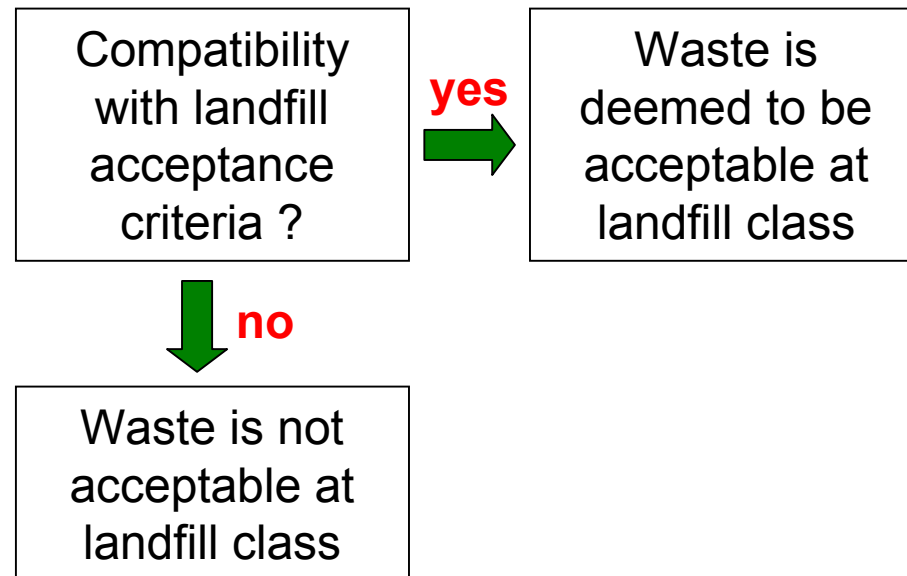 Compatibility
with landfill
acceptance
criteria ?
yes
Waste is
deemed to be
acceptable at
landfill class
no
Waste is not
acceptable at
landfill class